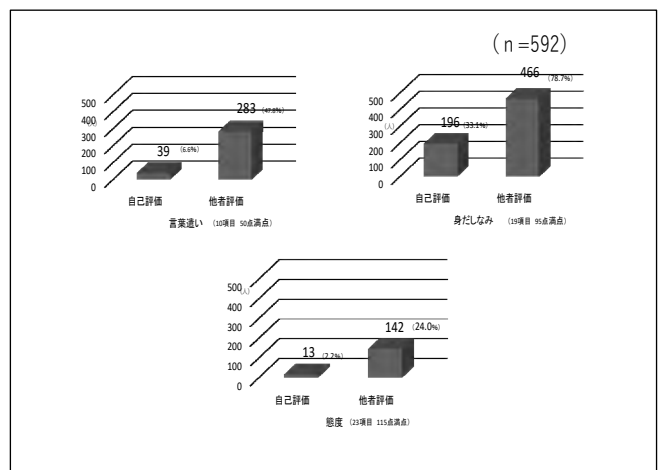 (n=592)
283 (47.8%)
39 (6.6%)
500
400
(人)
300
200
100
0
自己評価 他者評価
言葉遣い (10項目 50点満点)
466
(78.7%)
196 (33.1%)
500
400
(人)
300
200
100
0
自己評価 他者評価
身だしなみ (19項目 95点満点)
500
(人)
400
300
200
100
0
142 (24.0%)
13 (2.2%)
自己評価 他者評価
態度 (23項目 115点満点)